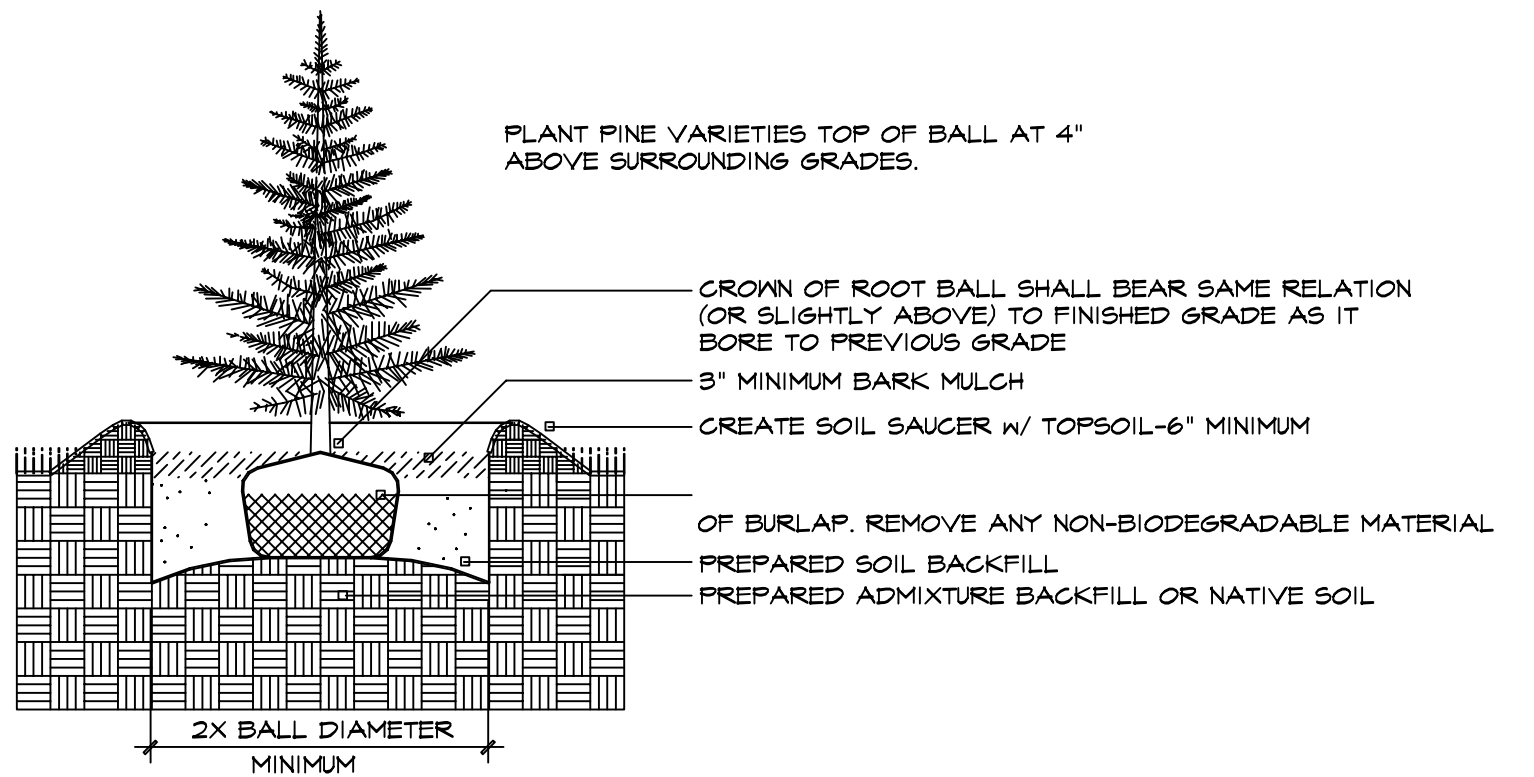 PLANT PINE VARIETIES TOP OF BALL AT 4"
ABOVE SURROUNDING GRADES.
CROWN OF ROOT BALL SHALL BEAR SAME RELATION
(OR SLIGHTLY ABOVE) TO FINISHED GRADE AS IT
BORE TO PREVIOUS GRADE
3" MINIMUM BARK MULCH
CREATE SOIL SAUCER w/ TOPSOIL-6" MINIMUM
OF BURLAP. REMOVE ANY NON-BIODEGRADABLE MATERIAL
PREPARED SOIL BACKFILL
PREPARED ADMIXTURE BACKFILL OR NATIVE SOIL
2X BALL DIAMETER
MINIMUM